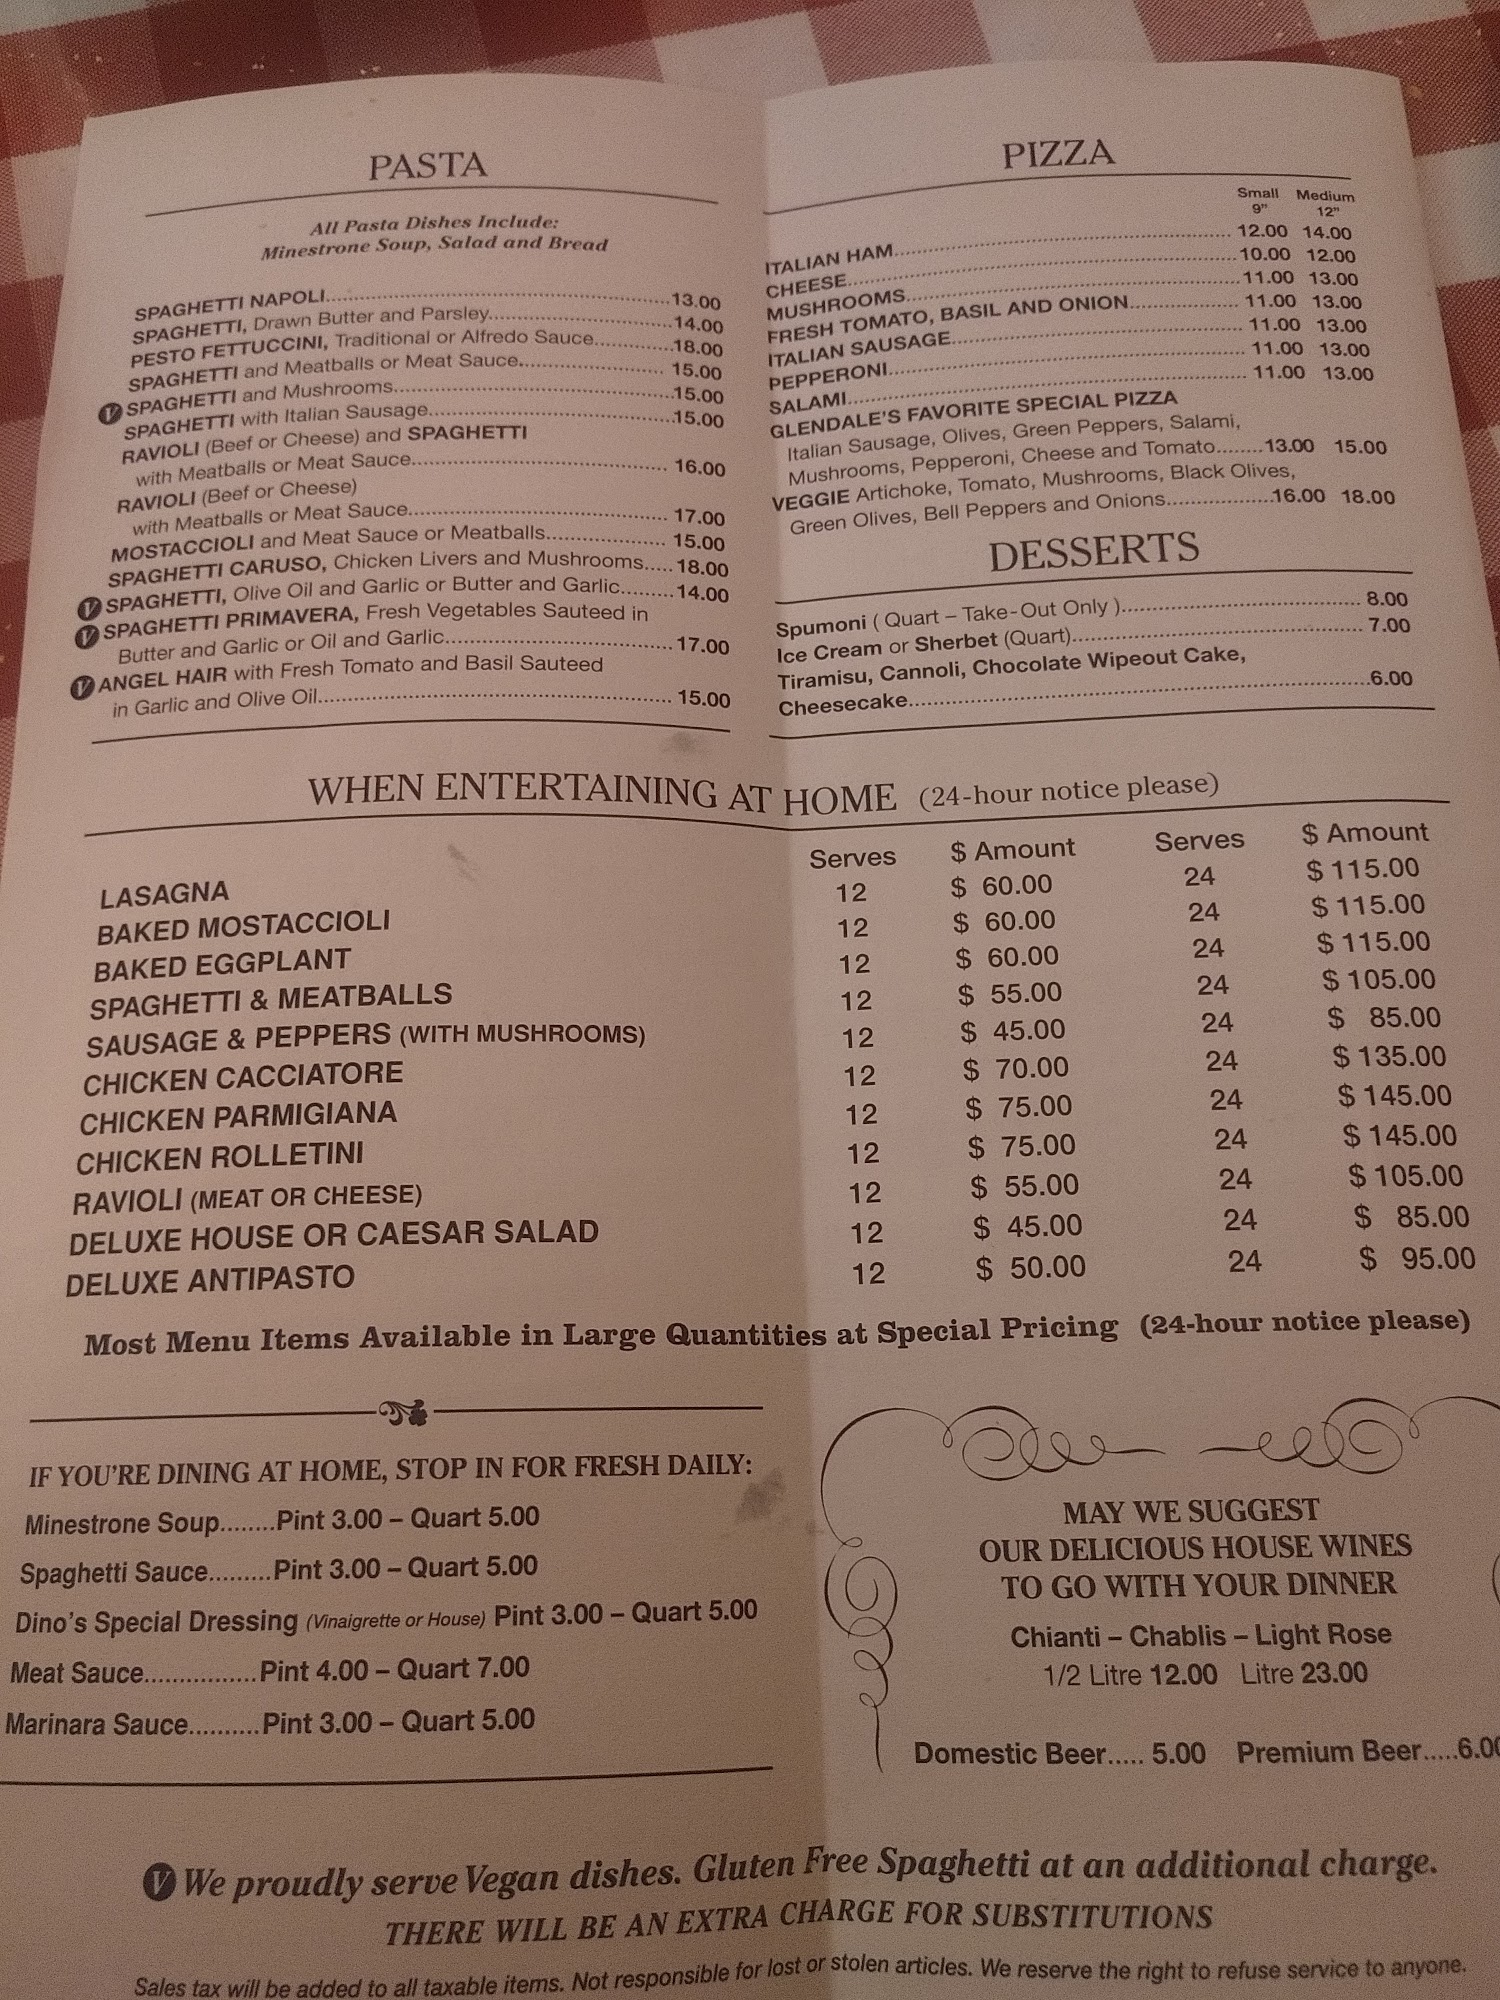 PASTA
All Pasta Dishes Include:
Minestrone Soup, Salad and Bread
SPAGHETTI NAPOLI..........13.00
SPAGHETTI, Drawn Butter and Parsley..........14.00
PESTO FETTUCCINI, Traditional or Alfredo Sauce..........18.00
SPAGHETTI and Meatballs or Meat Sauce..........15.00
V SPAGHETTI and Mushrooms..........15.00
SPAGHETTI with Italian Sausage..........15.00
RAVIOLI (Beef or Cheese) and SPAGHETTI
with Meatballs or Meat Sauce..........16.00
RAVIOLI (Beef or Cheese)
with Meatballs or Meat Sauce..........17.00
MOSTACCIOLI and Meat Sauce or Meatballs..........15.00
SPAGHETTI CARUSO, Chicken Livers and Mushrooms.....18.00
V SPAGHETTI, Olive Oil and Garlic or Butter and Garlic.........14.00
V SPAGHETTI PRIMAVERA, Fresh Vegetables Sauteed in
Butter and Garlic or Oil and Garlic..........17.00
V ANGEL HAIR with Fresh Tomato and Basil Sauteed
in Garlic and Olive Oil..........15.00
PIZZA
Small Medium
9" 12"
ITALIAN HAM..........12.00 14.00
CHEESE..........10.00 12.00
MUSHROOMS..........11.00 13.00
FRESH TOMATO, BASIL AND ONION..........11.00 13.00
ITALIAN SAUSAGE..........11.00 13.00
PEPPERONI..........11.00 13.00
SALAMI..........11.00 13.00
GLENDALE'S FAVORITE SPECIAL PIZZA
Italian Sausage, Olives, Green Peppers, Salami,
Mushrooms, Pepperoni, Cheese and Tomato........13.00 15.00
VEGGIE Artichoke, Tomato, Mushrooms, Black Olives,
Green Olives, Bell Peppers and Onions..........16.00 18.00
DESSERTS
Spumoni ( Quart – Take-Out Only )..........8.00
Ice Cream or Sherbet (Quart)..........7.00
Tiramisu, Cannoli, Chocolate Wipeout Cake,
Cheesecake..........6.00
WHEN ENTERTAINING AT HOME (24-hour notice please)
Serves $ Amount Serves $ Amount
LASAGNA 12 $ 60.00 24 $ 115.00
BAKED MOSTACCIOLI 12 $ 60.00 24 $ 115.00
BAKED EGGPLANT 12 $ 60.00 24 $ 115.00
SPAGHETTI & MEATBALLS 12 $ 55.00 24 $ 105.00
SAUSAGE & PEPPERS (WITH MUSHROOMS) 12 $ 45.00 24 $ 85.00
CHICKEN CACCIATORE 12 $ 70.00 24 $ 135.00
CHICKEN PARMIGIANA 12 $ 75.00 24 $ 145.00
CHICKEN ROLLETINI 12 $ 75.00 24 $ 145.00
RAVIOLI (MEAT OR CHEESE) 12 $ 55.00 24 $ 105.00
DELUXE HOUSE OR CAESAR SALAD 12 $ 45.00 24 $ 85.00
DELUXE ANTIPASTO 12 $ 50.00 24 $ 95.00
Most Menu Items Available in Large Quantities at Special Pricing (24-hour notice please)
IF YOU'RE DINING AT HOME, STOP IN FOR FRESH DAILY:
Minestrone Soup........Pint 3.00 – Quart 5.00
Spaghetti Sauce.........Pint 3.00 – Quart 5.00
Dino's Special Dressing (Vinaigrette or House) Pint 3.00 – Quart 5.00
Meat Sauce................Pint 4.00 – Quart 7.00
Marinara Sauce..........Pint 3.00 – Quart 5.00
MAY WE SUGGEST
OUR DELICIOUS HOUSE WINES
TO GO WITH YOUR DINNER
Chianti – Chablis – Light Rose
1/2 Litre 12.00 Litre 23.00
Domestic Beer..... 5.00 Premium Beer.....6.00
V We proudly serve Vegan dishes. Gluten Free Spaghetti at an additional charge.
THERE WILL BE AN EXTRA CHARGE FOR SUBSTITUTIONS
Sales tax will be added to all taxable items. Not responsible for lost or stolen articles. We reserve the right to refuse service to anyone.